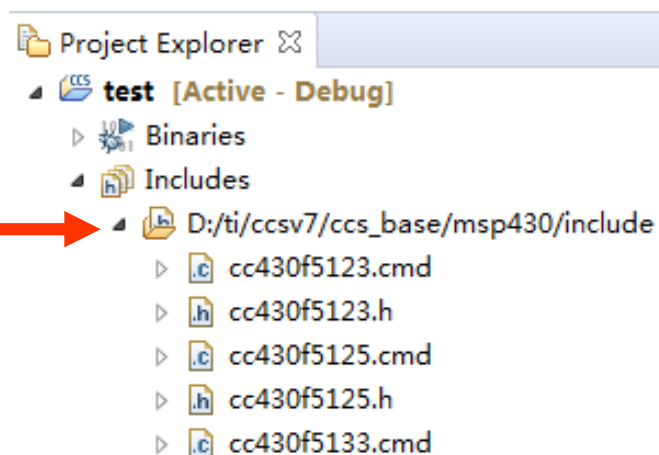 Project Explorer
test [Active - Debug]
Binaries
Includes
D:/ti/ccsv7/ccs_base/msp430/include
cc430f5123.cmd
cc430f5123.h
cc430f5125.cmd
cc430f5125.h
cc430f5133.cmd